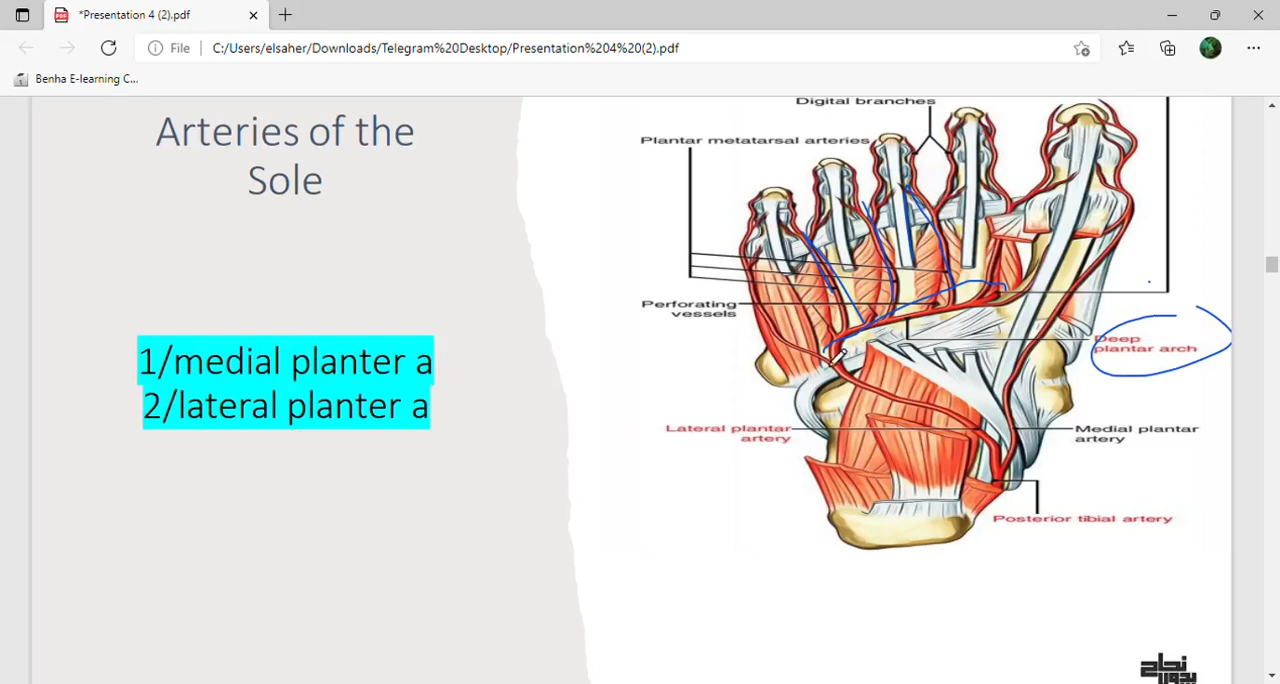 *Presentation 4 (2).pdf
File
C:/Users/elsaher/Downloads/Telegram%20Desktop/Presentation%204%20(2).pdf
Benha E-learning C...
Arteries of the
Sole
1/medial planter a
2/lateral planter a
Digital branches
Plantar metatarsal arteries
Perforating
vessels
Deep
plantar arch
Lateral plantar
artery
Medial plantar
artery
Posterior tibial artery
نجاح